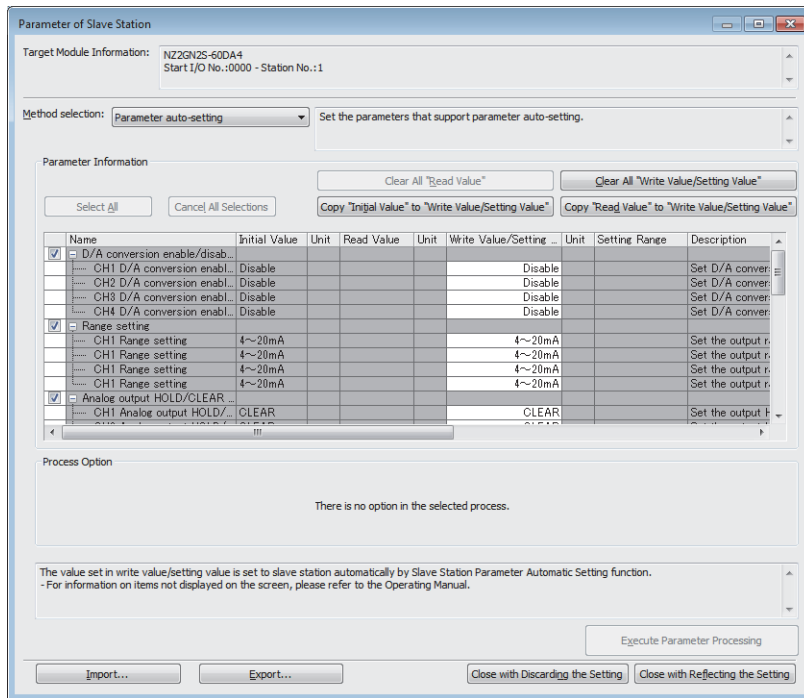 Parameter of Slave Station
Target Module Information:
NZ2GN2S-60DA4
Start I/O No.:0000 - Station No.:1
Method selection:
Parameter auto-setting
Set the parameters that support parameter auto-setting.
Parameter Information
Clear All "Read Value"
Clear All "Write Value/Setting Value"
Select All
Cancel All Selections
Copy "Initial Value" to "Write Value/Setting Value"
Copy "Read Value" to "Write Value/Setting Value"
Name Initial Value Unit Read Value Unit Write Value/Setting ... Unit Setting Range Description
D/A conversion enable/disab...
CH1 D/A conversion enabl... Disable Disable Set D/A conver
CH2 D/A conversion enabl... Disable Disable Set D/A conver
CH3 D/A conversion enabl... Disable Disable Set D/A conver
CH4 D/A conversion enabl... Disable Disable Set D/A conver
Range setting
CH1 Range setting 4～20mA 4～20mA Set the output r
CH1 Range setting 4～20mA 4～20mA Set the output r
CH1 Range setting 4～20mA 4～20mA Set the output r
CH1 Range setting 4～20mA 4～20mA Set the output r
Analog output HOLD/CLEAR ...
CH1 Analog output HOLD/... CLEAR CLEAR Set the output H
Process Option
There is no option in the selected process.
The value set in write value/setting value is set to slave station automatically by Slave Station Parameter Automatic Setting function.
- For information on items not displayed on the screen, please refer to the Operating Manual.
Execute Parameter Processing
Import...
Export...
Close with Discarding the Setting
Close with Reflecting the Setting